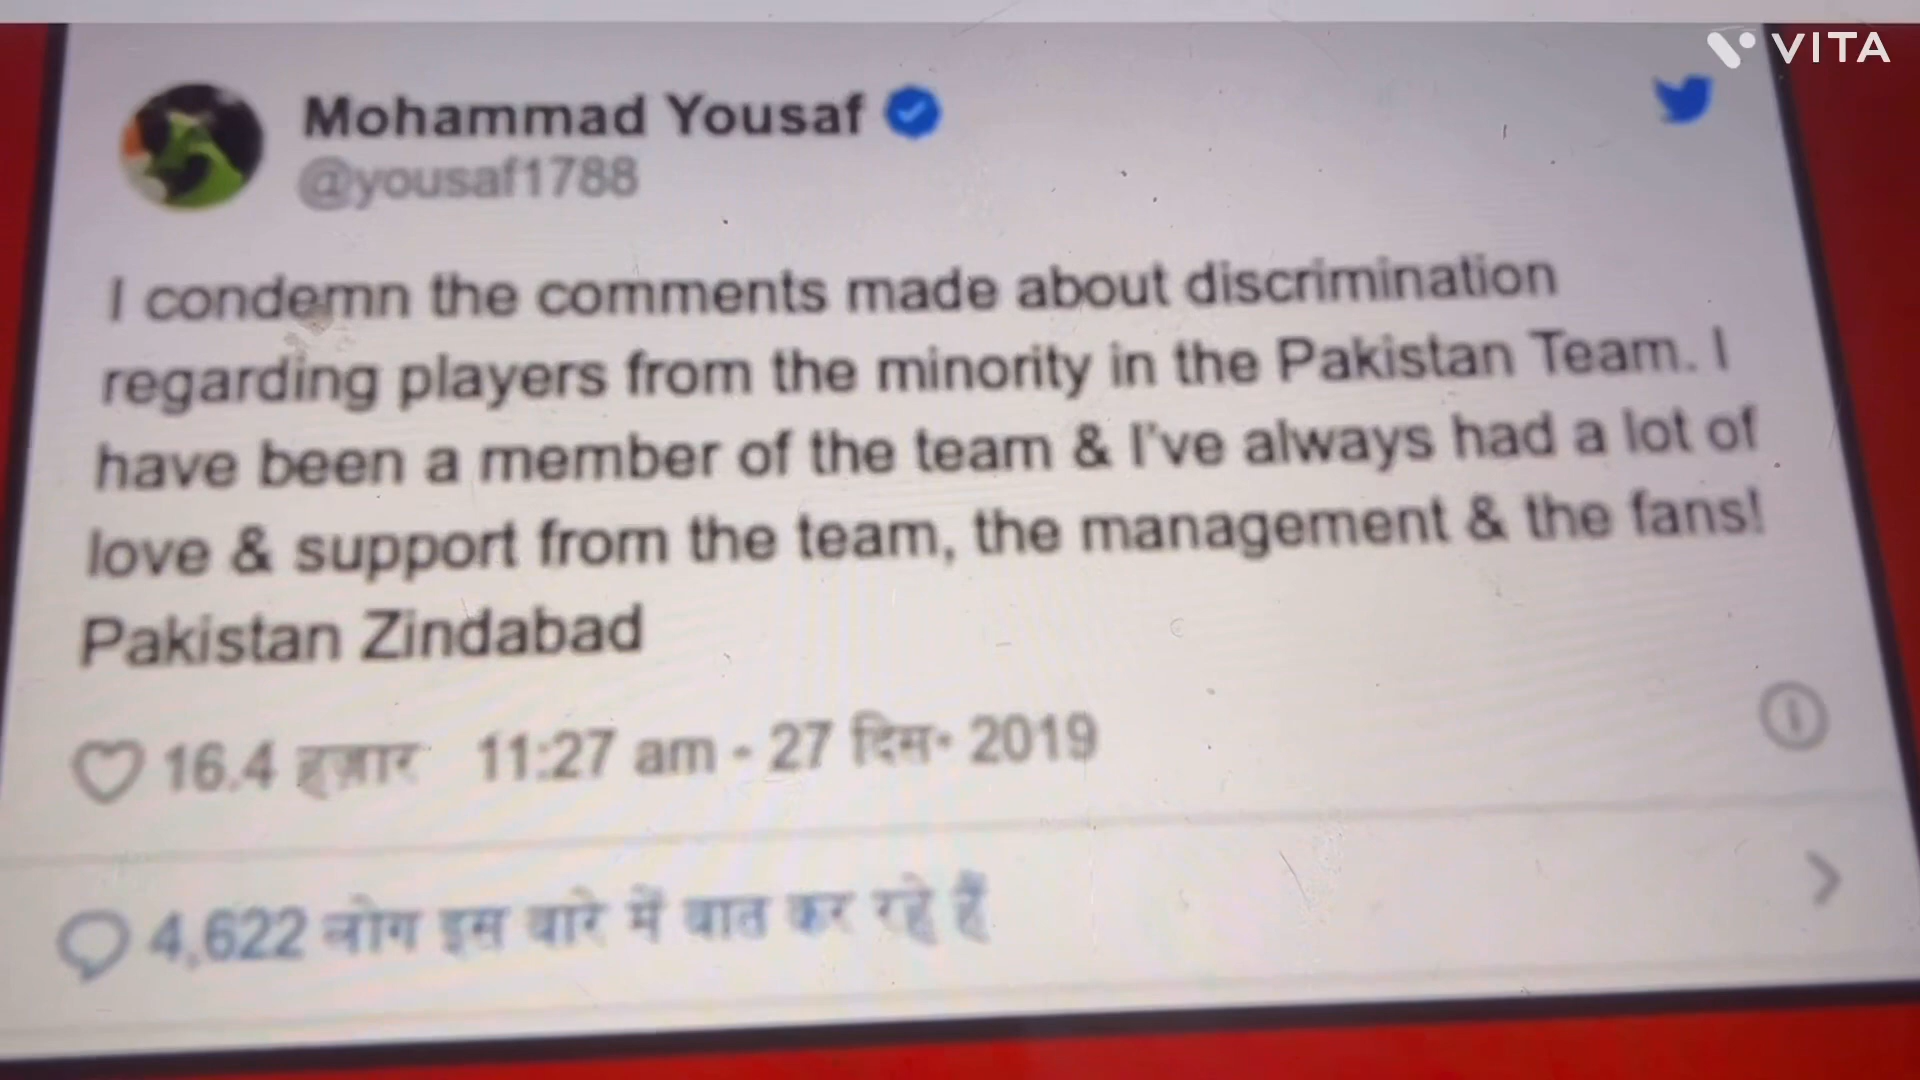 VITA
Mohammad Yousaf
@yousaf1788
I condemn the comments made about discrimination
regarding players from the minority in the Pakistan Team. I
have been a member of the team & I've always had a lot of
love & support from the team, the management & the fans!
Pakistan Zindabad
16.4 हज़ार 11:27 am - 27 दिस॰ 2019
4,622 लोग इस बारे में बात कर रहे हैं